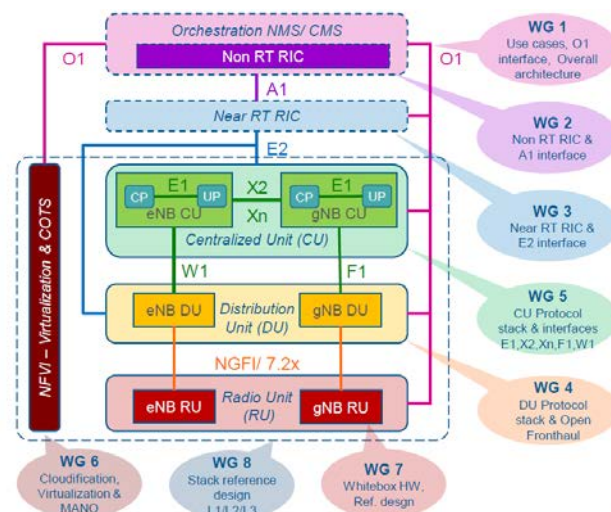 Orchestration NMS/ CMS
Non RT RIC
O1
O1
A1
Near RT RIC
E2
NFVI – Virtualization & COTS
CP
E1
UP
eNB CU
X2
Xn
CP
E1
UP
gNB CU
Centralized Unit (CU)
W1
F1
eNB DU
Distribution
Unit (DU)
gNB DU
NGFI/ 7.2x
eNB RU
Radio Unit
(RU)
gNB RU
WG 1
Use cases, O1
interface, Overall
architecture
WG 2
Non RT RIC &
A1 interface
WG 3
Near RT RIC &
E2 interface
WG 5
CU Protocol
stack & interfaces
E1,X2,Xn,F1,W1
WG 4
DU Protocol
stack & Open
Fronthaul
WG 6
Cloudification,
Virtualization &
MANO
WG 8
Stack reference
design
L1/L2/L3
WG 7
Whitebox HW,
Ref. desgn